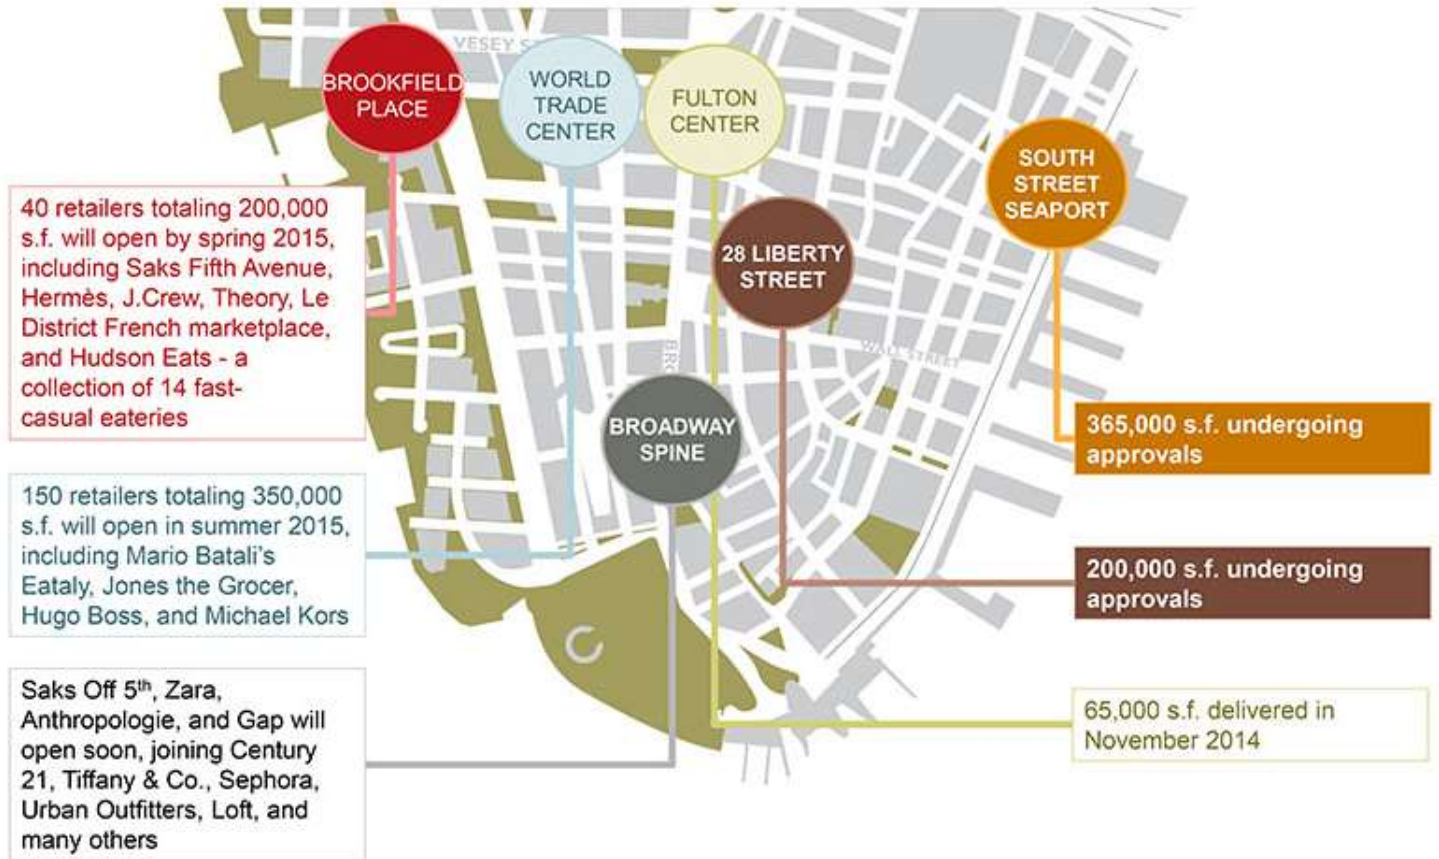 VESEY
BROOKFIELD
PLACE
WORLD
TRADE
CENTER
FULTON
CENTER
SOUTH
STREET
SEAPORT
28 LIBERTY
STREET
WALL STREET
BROADWAY
SPINE
40 retailers totaling 200,000
s.f. will open by spring 2015,
including Saks Fifth Avenue,
Hermès, J.Crew, Theory, Le
District French marketplace,
and Hudson Eats - a
collection of 14 fast-
casual eateries
150 retailers totaling 350,000
s.f. will open in summer 2015,
including Mario Batali's
Eataly, Jones the Grocer,
Hugo Boss, and Michael Kors
Saks Off 5th, Zara,
Anthropologie, and Gap will
open soon, joining Century
21, Tiffany & Co., Sephora,
Urban Outfitters, Loft, and
many others
365,000 s.f. undergoing
approvals
200,000 s.f. undergoing
approvals
65,000 s.f. delivered in
November 2014